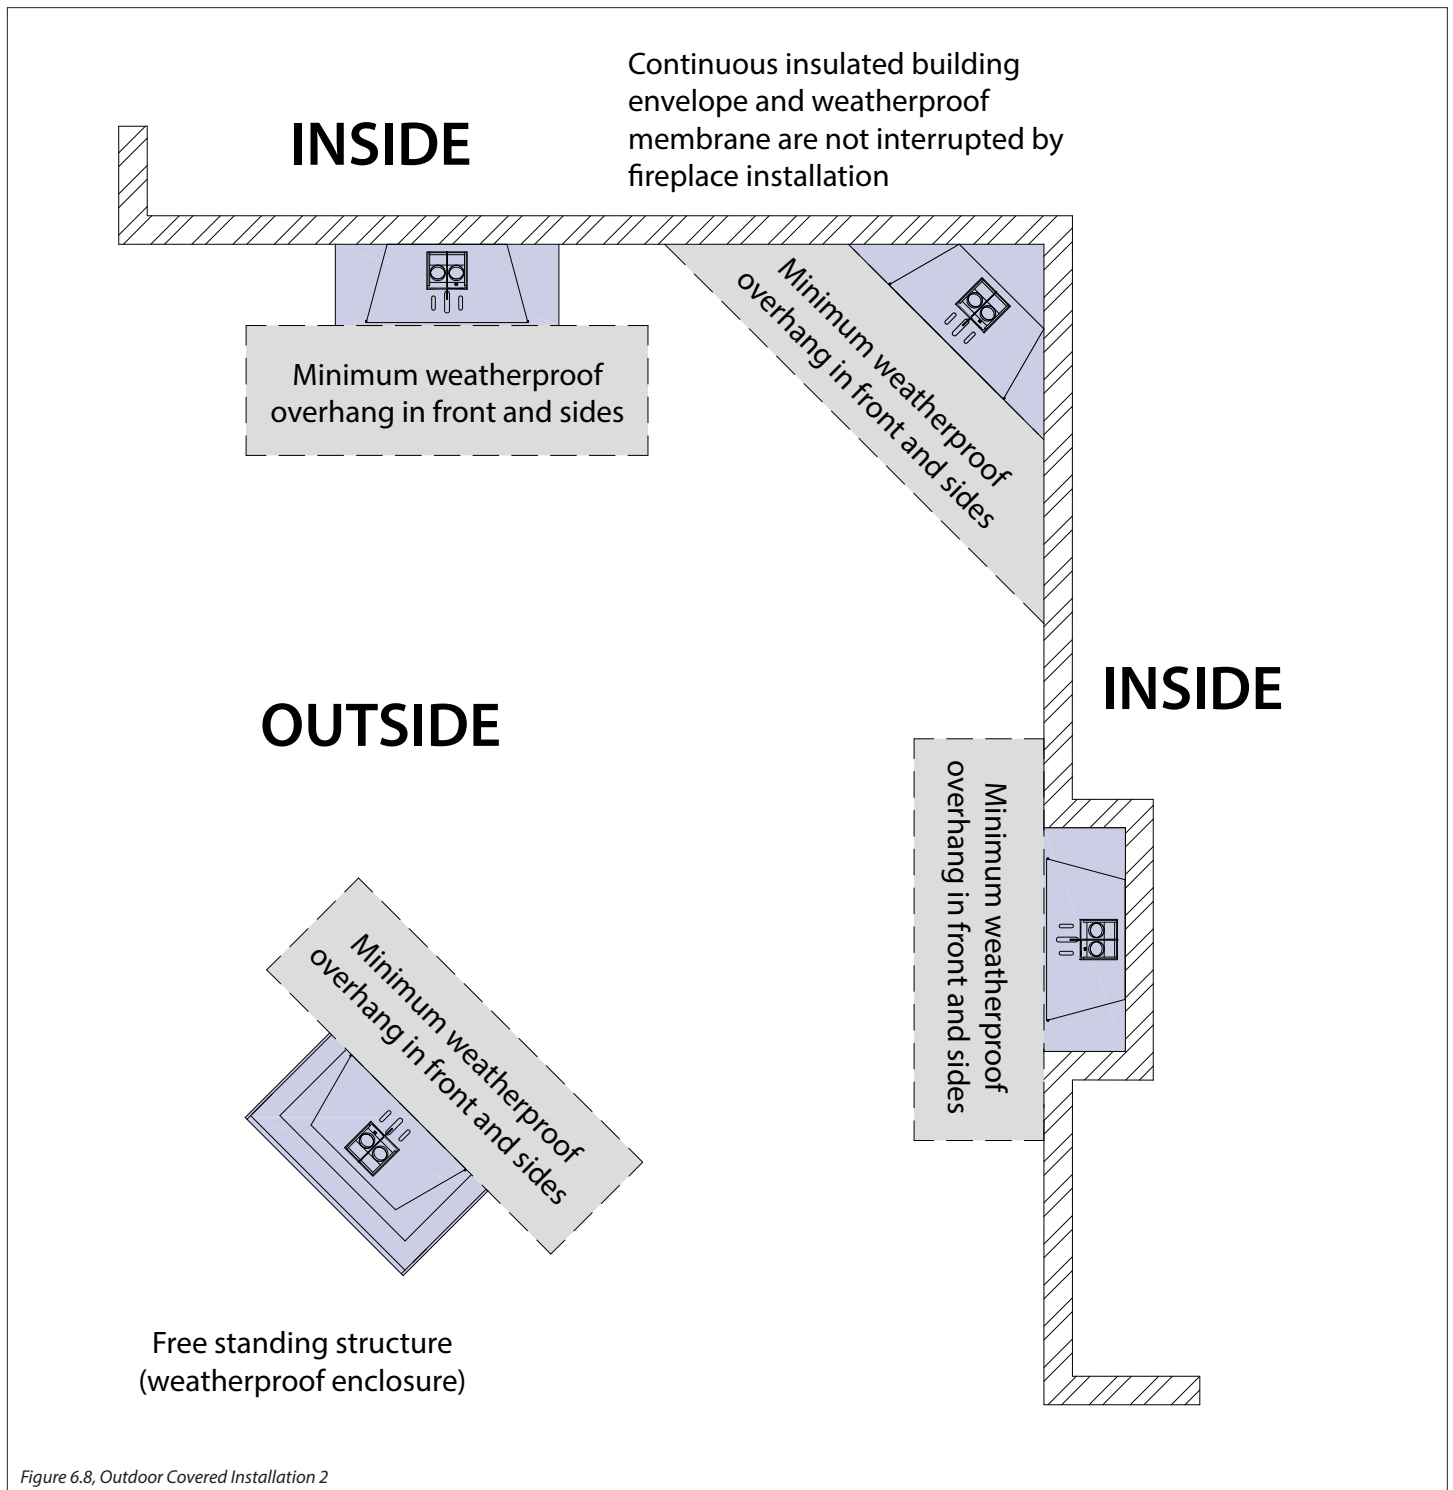 Continuous insulated building
envelope and weatherproof
membrane are not interrupted by
fireplace installation
INSIDE
Minimum weatherproof
overhang in front and sides
Minimum weatherproof
overhang in front and sides
INSIDE
OUTSIDE
Minimum weatherproof
overhang in front and sides
Minimum weatherproof
overhang in front and sides
Free standing structure
(weatherproof enclosure)
Figure 6.8, Outdoor Covered Installation 2